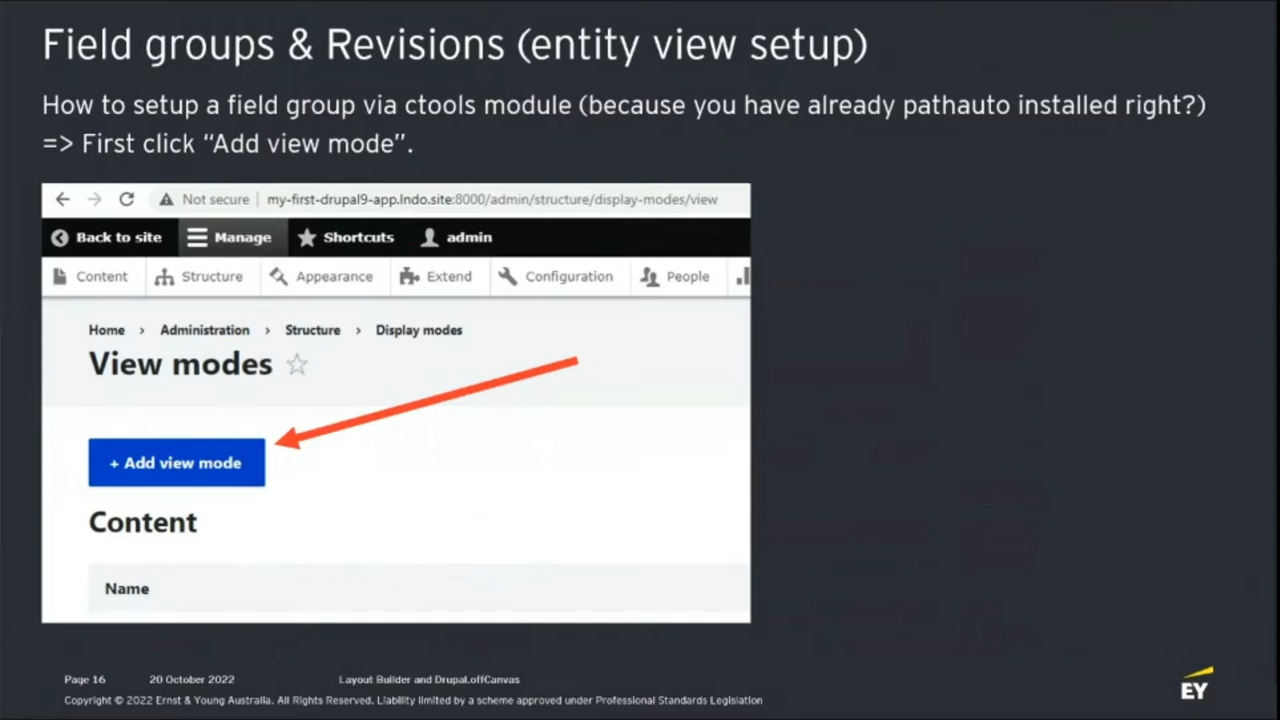 Field groups & Revisions (entity view setup)
How to setup a field group via ctools module (because you have already pathauto installed right?)
=> First click “Add view mode”.
Not secure | my-first-drupal9-app.lndo.site:8000/admin/structure/display-modes/view
Back to site Manage Shortcuts admin
Content Structure Appearance Extend Configuration People
Home > Administration > Structure > Display modes
View modes
+ Add view mode
Content
Name
Page 16 20 October 2022 Layout Builder and Drupal.offCanvas
Copyright © 2022 Ernst & Young Australia. All Rights Reserved. Liability limited by a scheme approved under Professional Standards Legislation
EY